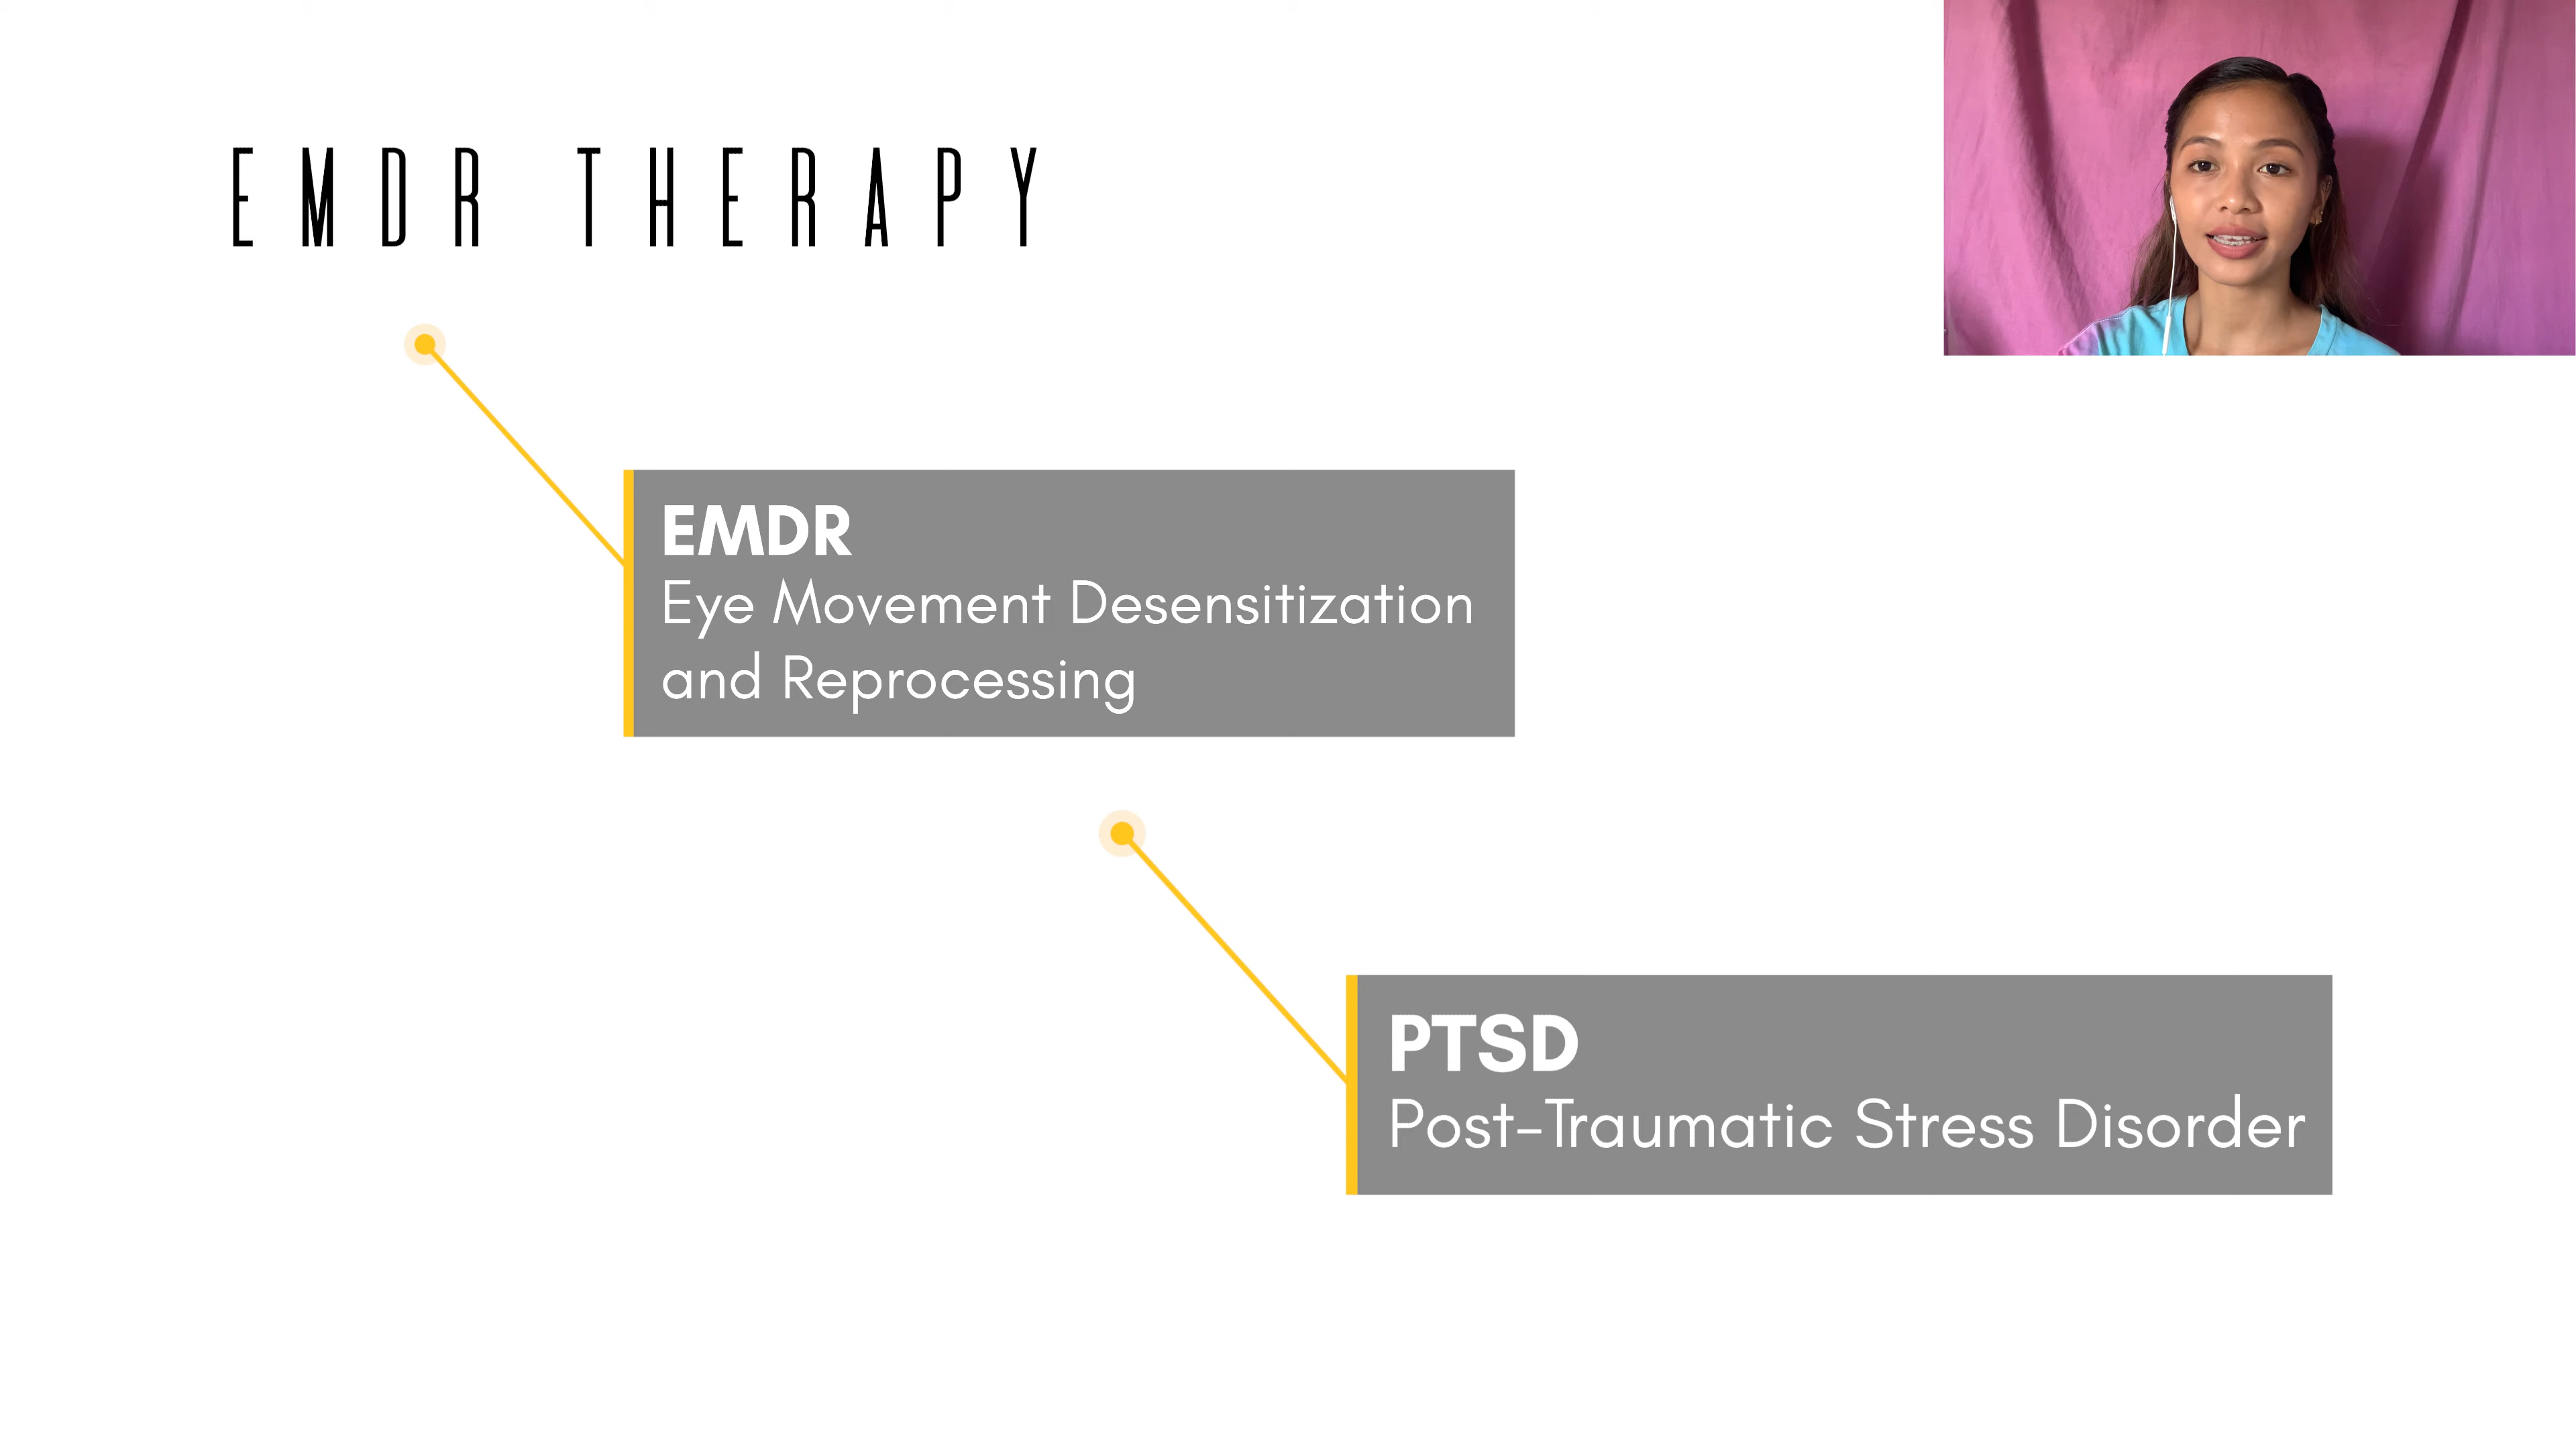 EMDR THERAPY
EMDR
Eye Movement Desensitization
and Reprocessing
PTSD
Post-Traumatic Stress Disorder